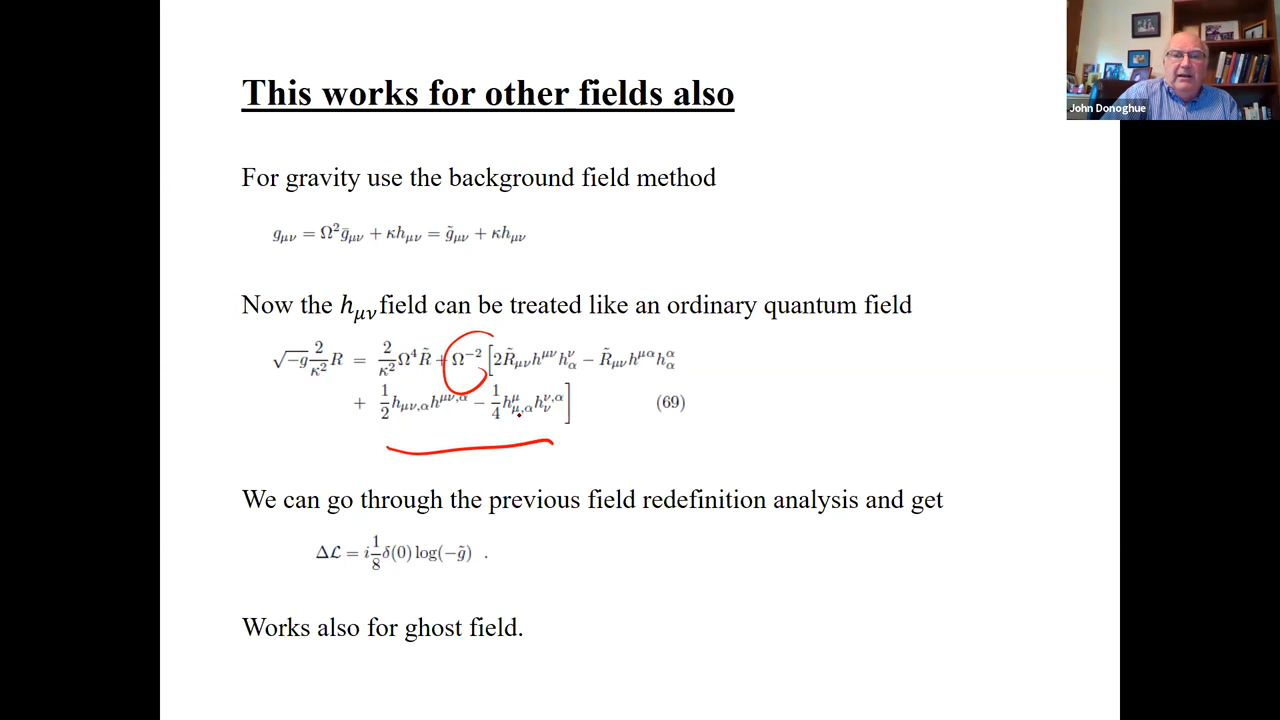 This works for other fields also
John Donoghue
For gravity use the background field method
g_{μν} = Ω²ḡ_{μν} + κh_{μν} = g̃_{μν} + κh_{μν}
Now the h_{μν} field can be treated like an ordinary quantum field
√−g 2/κ² R = 2/κ² Ω⁴R̃ + Ω⁻² [2R̃_{μν}h^{μν}h^ν_α − R̃_{μν}h^{μα}h^α_α
+ 1/2 h_{μν,α}h^{μν,α} − 1/4 h^μ_{μ,α}h^{ν,α}_ν] (69)
We can go through the previous field redefinition analysis and get
Δℒ = i 1/8 δ(0) log(−g̃) .
Works also for ghost field.